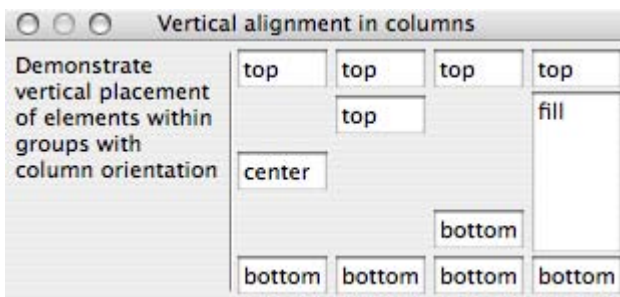 Vertical alignment in columns
Demonstrate
vertical placement
of elements within
groups with
column orientation
top top top top
top fill
center
bottom
bottom bottom bottom bottom